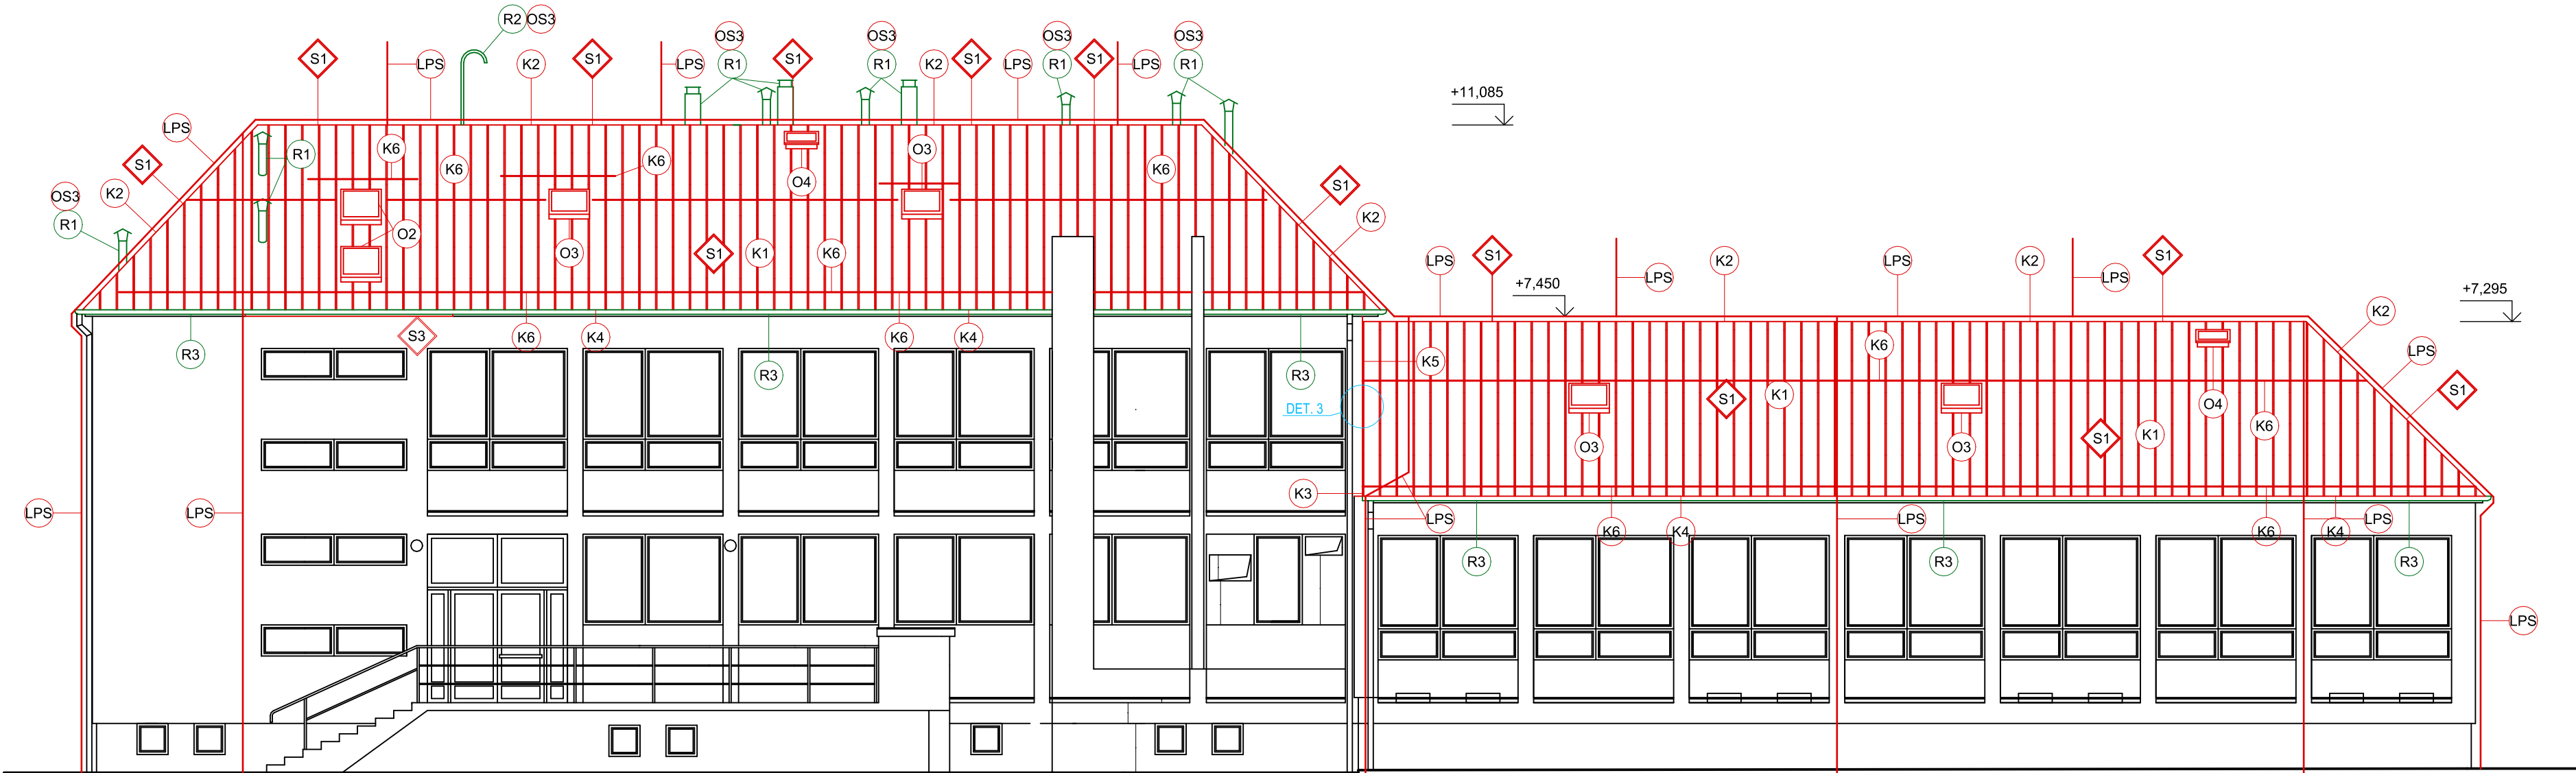 R2 OS3
OS3 OS3 OS3 OS3
S1 LPS K2 S1 LPS R1 S1 R1 K2 S1 LPS R1 S1 LPS R1
+11,085
LPS
S1 R1 K6 K6 K6 O4 O3 K6
OS3 K2 S1
R1 K2
O2 O3 S1 K1 K6
LPS S1 LPS K2 LPS K2 LPS S1
+7,450
+7,295
K2
S3 K6 K4 K6 K4
R3 R3 R3 K5 K6 LPS
DET. 3 S1 K1 O4 S1
O3 O3 S1 K1 K6
K3
LPS LPS LPS LPS LPS
K6 K4 K6 K4
R3 R3 R3
LPS